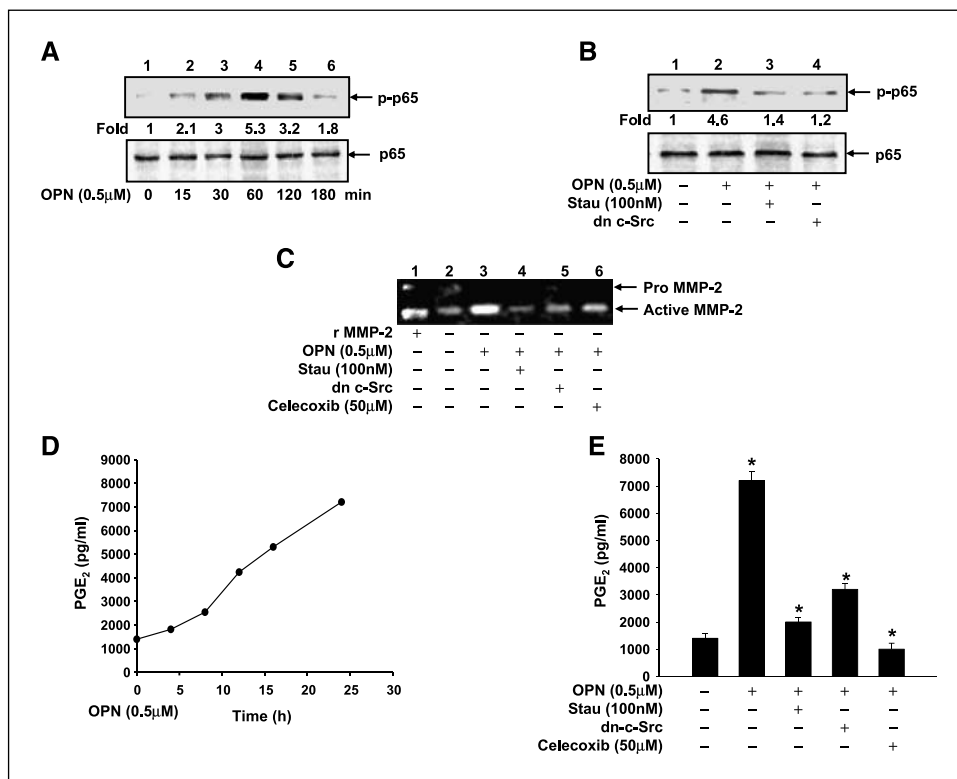 A
1 2 3 4 5 6
p-p65
Fold 1 2.1 3 5.3 3.2 1.8
p65
OPN (0.5μM) 0 15 30 60 120 180 min
B
1 2 3 4
p-p65
Fold 1 4.6 1.4 1.2
p65
OPN (0.5μM) – + + +
Stau (100nM) – – + –
dn c-Src – – – +
C
1 2 3 4 5 6
Pro MMP-2
Active MMP-2
r MMP-2 + – – – – –
OPN (0.5μM) – – + + + +
Stau (100nM) – – – + – –
dn c-Src – – – – + –
Celecoxib (50μM) – – – – – +
D
PGE2 (pg/ml)
8000
7000
6000
5000
4000
3000
2000
1000
0
0 5 10 15 20 25 30
OPN (0.5μM) Time (h)
E
PGE2 (pg/ml)
8000
7000
6000
5000
4000
3000
2000
1000
0
* * * *
OPN (0.5μM) – + + + +
Stau (100nM) – – + – –
dn-c-Src – – – + –
Celecoxib (50μM) – – – – +